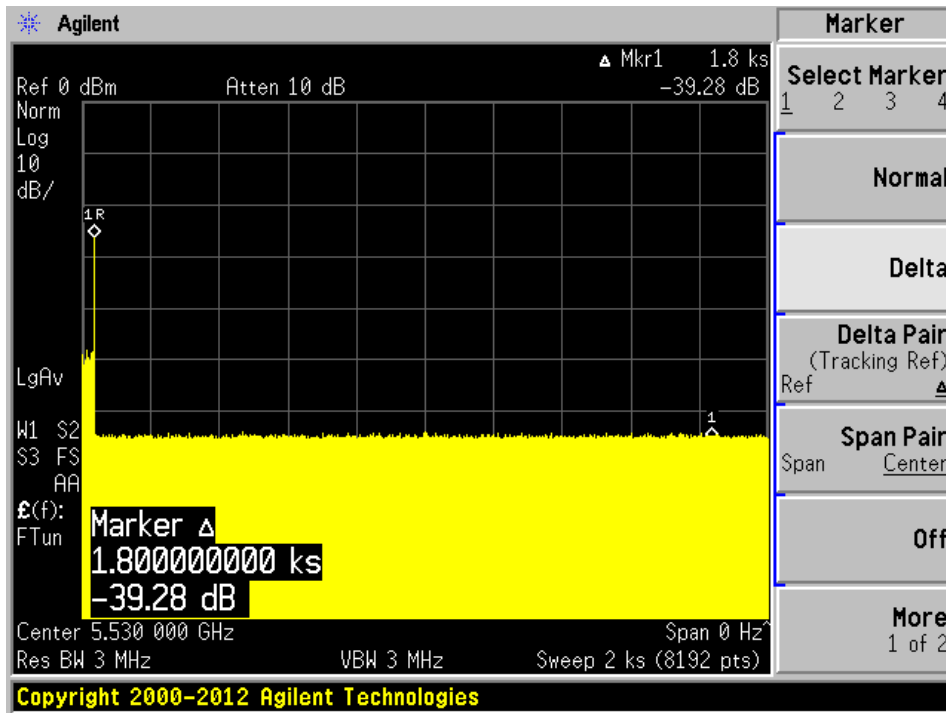 Agilent
Marker
Δ Mkr1 1.8 ks
Ref 0 dBm Atten 10 dB -39.28 dB
Norm
Log
10
dB/
1R
LgAv
1
W1 S2
S3 FS
AA
£(f):
FTun
Marker Δ
1.800000000 ks
-39.28 dB
Center 5.530 000 GHz Span 0 Hz^
Res BW 3 MHz VBW 3 MHz Sweep 2 ks (8192 pts)
Copyright 2000-2012 Agilent Technologies
Select Marker
1 2 3 4
Normal
Delta
Delta Pair
(Tracking Ref)
Ref Δ
Span Pair
Span Center
Off
More
1 of 2